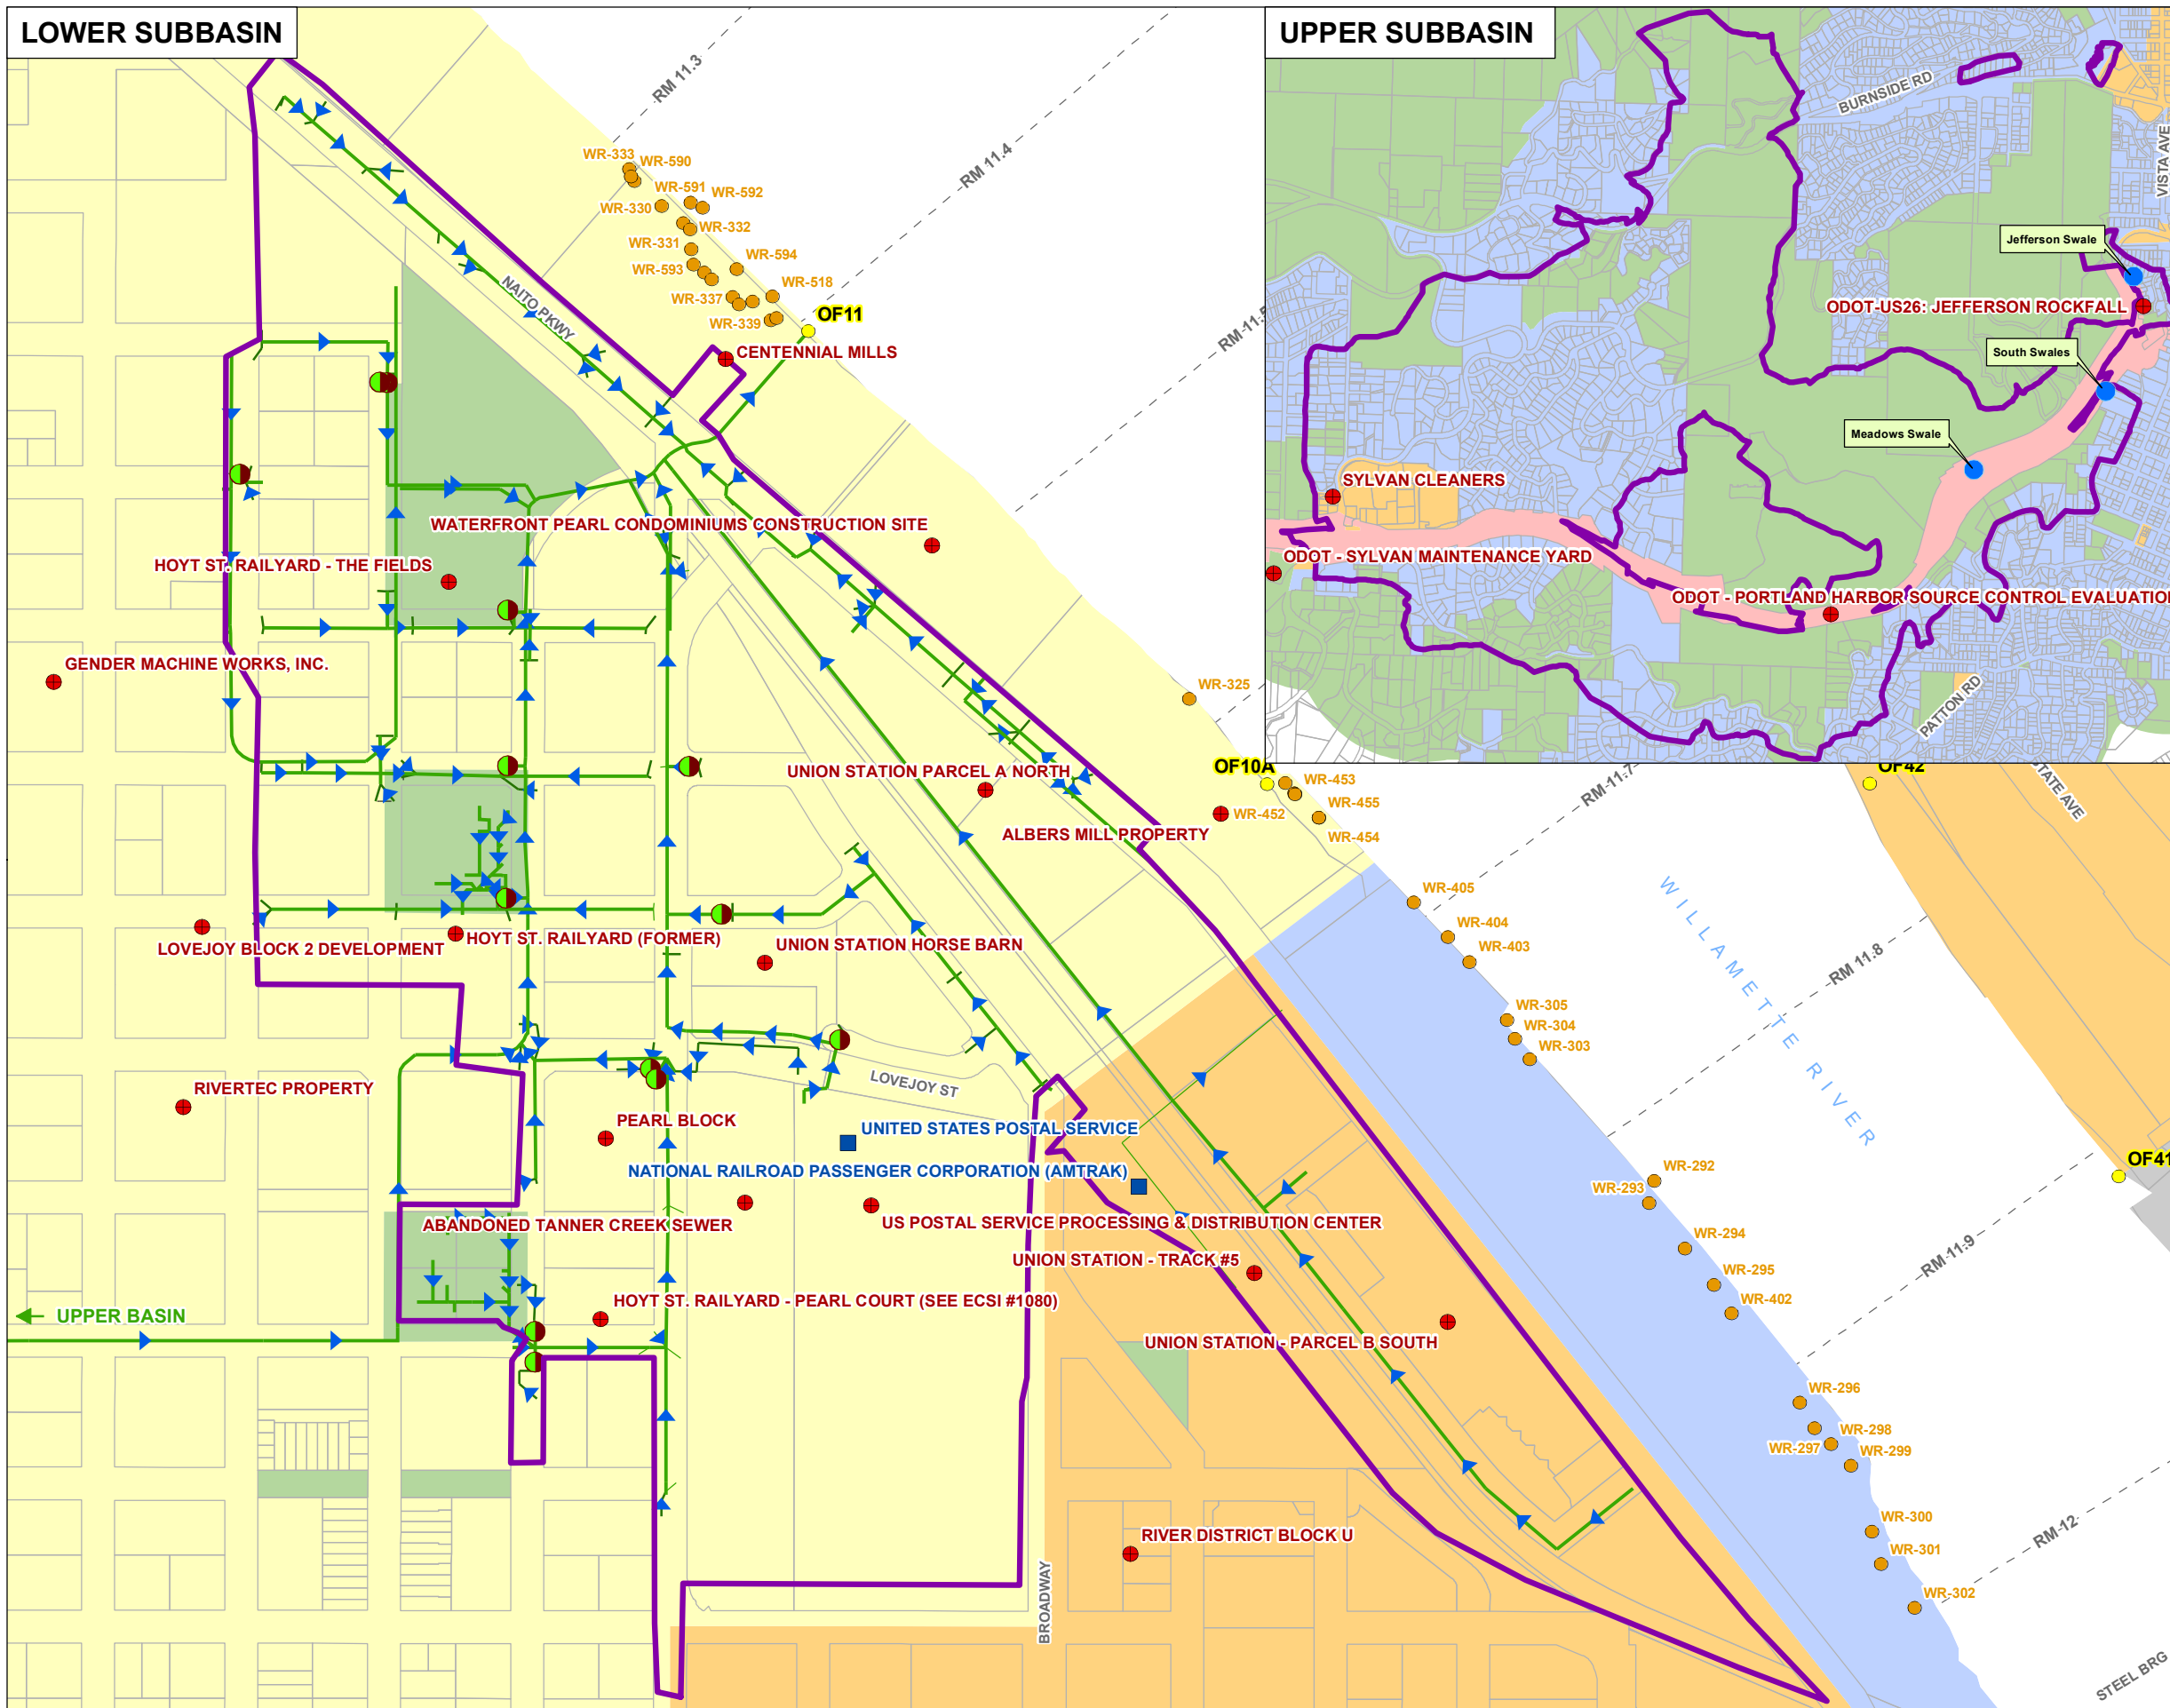 LOWER SUBBASIN
UPPER SUBBASIN
RM 11.3
RM 11.4
BURNSIDE RD
VISTA AVE
WR-333
WR-590
WR-591
WR-592
WR-330
WR-332
WR-331
WR-594
WR-593
WR-518
WR-337
WR-339
OF11
CENTENNIAL MILLS
NAITO PKWY
Jefferson Swale
ODOT-US26: JEFFERSON ROCKFALL
South Swales
Meadows Swale
SYLVAN CLEANERS
ODOT - SYLVAN MAINTENANCE YARD
ODOT - PORTLAND HARBOR SOURCE CONTROL EVALUATION
PATTON RD
RM-11.5
WATERFRONT PEARL CONDOMINIUMS CONSTRUCTION SITE
HOYT ST. RAILYARD - THE FIELDS
GENDER MACHINE WORKS, INC.
WR-325
UNION STATION PARCEL A NORTH
OF10A
WR-453
WR-455
WR-452
WR-454
ALBERS MILL PROPERTY
RM-11.7
OF42
STATE AVE
WR-405
WR-404
WR-403
WILLAMETTE RIVER
RM 11.8
LOVEJOY BLOCK 2 DEVELOPMENT
HOYT ST. RAILYARD (FORMER)
UNION STATION HORSE BARN
WR-305
WR-304
WR-303
RIVERTEC PROPERTY
LOVEJOY ST
PEARL BLOCK
UNITED STATES POSTAL SERVICE
NATIONAL RAILROAD PASSENGER CORPORATION (AMTRAK)
WR-292
WR-293
OF41
ABANDONED TANNER CREEK SEWER
US POSTAL SERVICE PROCESSING & DISTRIBUTION CENTER
UNION STATION - TRACK #5
WR-294
RM-11.9
WR-295
WR-402
HOYT ST. RAILYARD - PEARL COURT (SEE ECSI #1080)
UPPER BASIN
UNION STATION - PARCEL B SOUTH
WR-296
WR-298
WR-297
WR-299
WR-300
WR-301
WR-302
RM-12
RIVER DISTRICT BLOCK U
BROADWAY
STEEL BRG